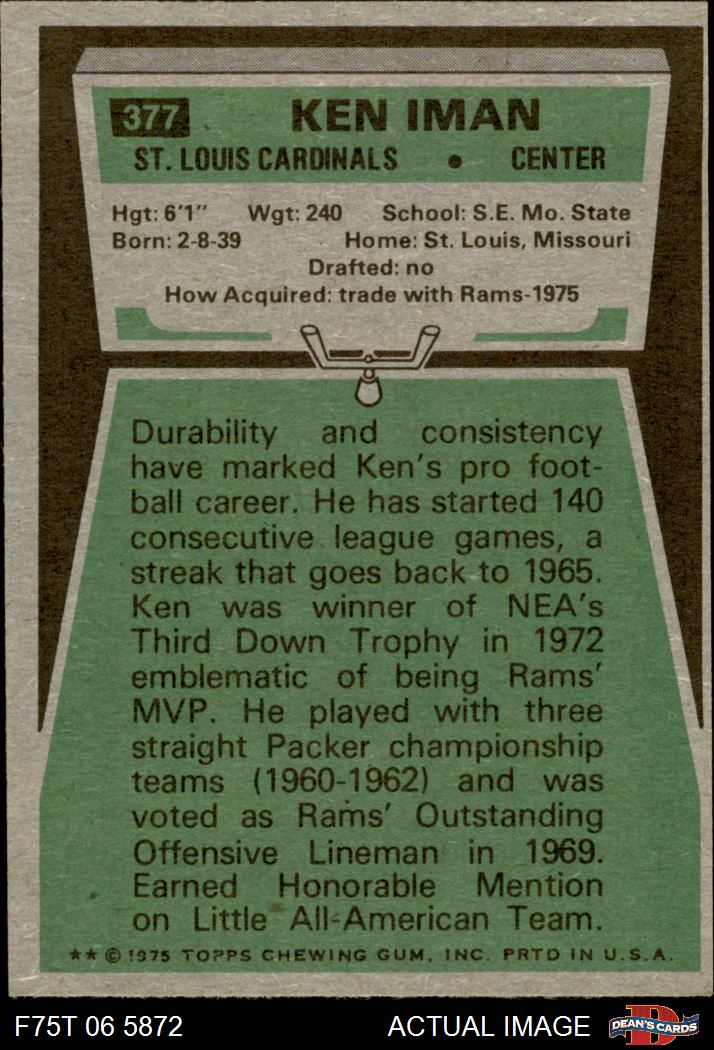 377 KEN IMAN
ST. LOUIS CARDINALS • CENTER
Hgt: 6'1" Wgt: 240 School: S.E. Mo. State
Born: 2-8-39 Home: St. Louis, Missouri
Drafted: no
How Acquired: trade with Rams-1975
Durability and consistency
have marked Ken's pro foot-
ball career. He has started 140
consecutive league games, a
streak that goes back to 1965.
Ken was winner of NEA's
Third Down Trophy in 1972
emblematic of being Rams'
MVP. He played with three
straight Packer championship
teams (1960-1962) and was
voted as Rams' Outstanding
Offensive Lineman in 1969.
Earned Honorable Mention
on Little All-American Team.
** © 1975 TOPPS CHEWING GUM, INC. PRTD IN U.S.A.
F75T 06 5872 ACTUAL IMAGE DEAN'S CARDS